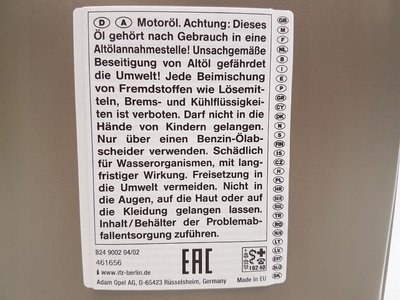 D A Motoröl. Achtung: Dieses
Öl gehört nach Gebrauch in eine
Altölannahmestelle! Unsachgemäße
Beseitigung von Altöl gefährdet
die Umwelt! Jede Beimischung
von Fremdstoffen wie Lösemit-
teln, Brems- und Kühlflüssigkei-
ten ist verboten. Darf nicht in die
Hände von Kindern gelangen.
Nur über einen Benzin-Ölab-
scheider verwenden. Schädlich
für Wasserorganismen, mit lang-
fristiger Wirkung. Freisetzung in
die Umwelt vermeiden. Nicht in
die Augen, auf die Haut oder auf
die Kleidung gelangen lassen.
Inhalt/Behälter der Problemab-
fallentsorgung zuführen.
B24 9002 04/02
461656
i www.ifz-berlin.de
Adam Opel AG, D-65423 Rüsselsheim, Germany
EAC
Made in EU
GB
M
F
NL
B
I
E
P
GR
CY
DK
N
S
FIN
IS
CZ
H
PL
HR
SRB
TR
RO
RUS
LT
LV
EST
SLO
SK